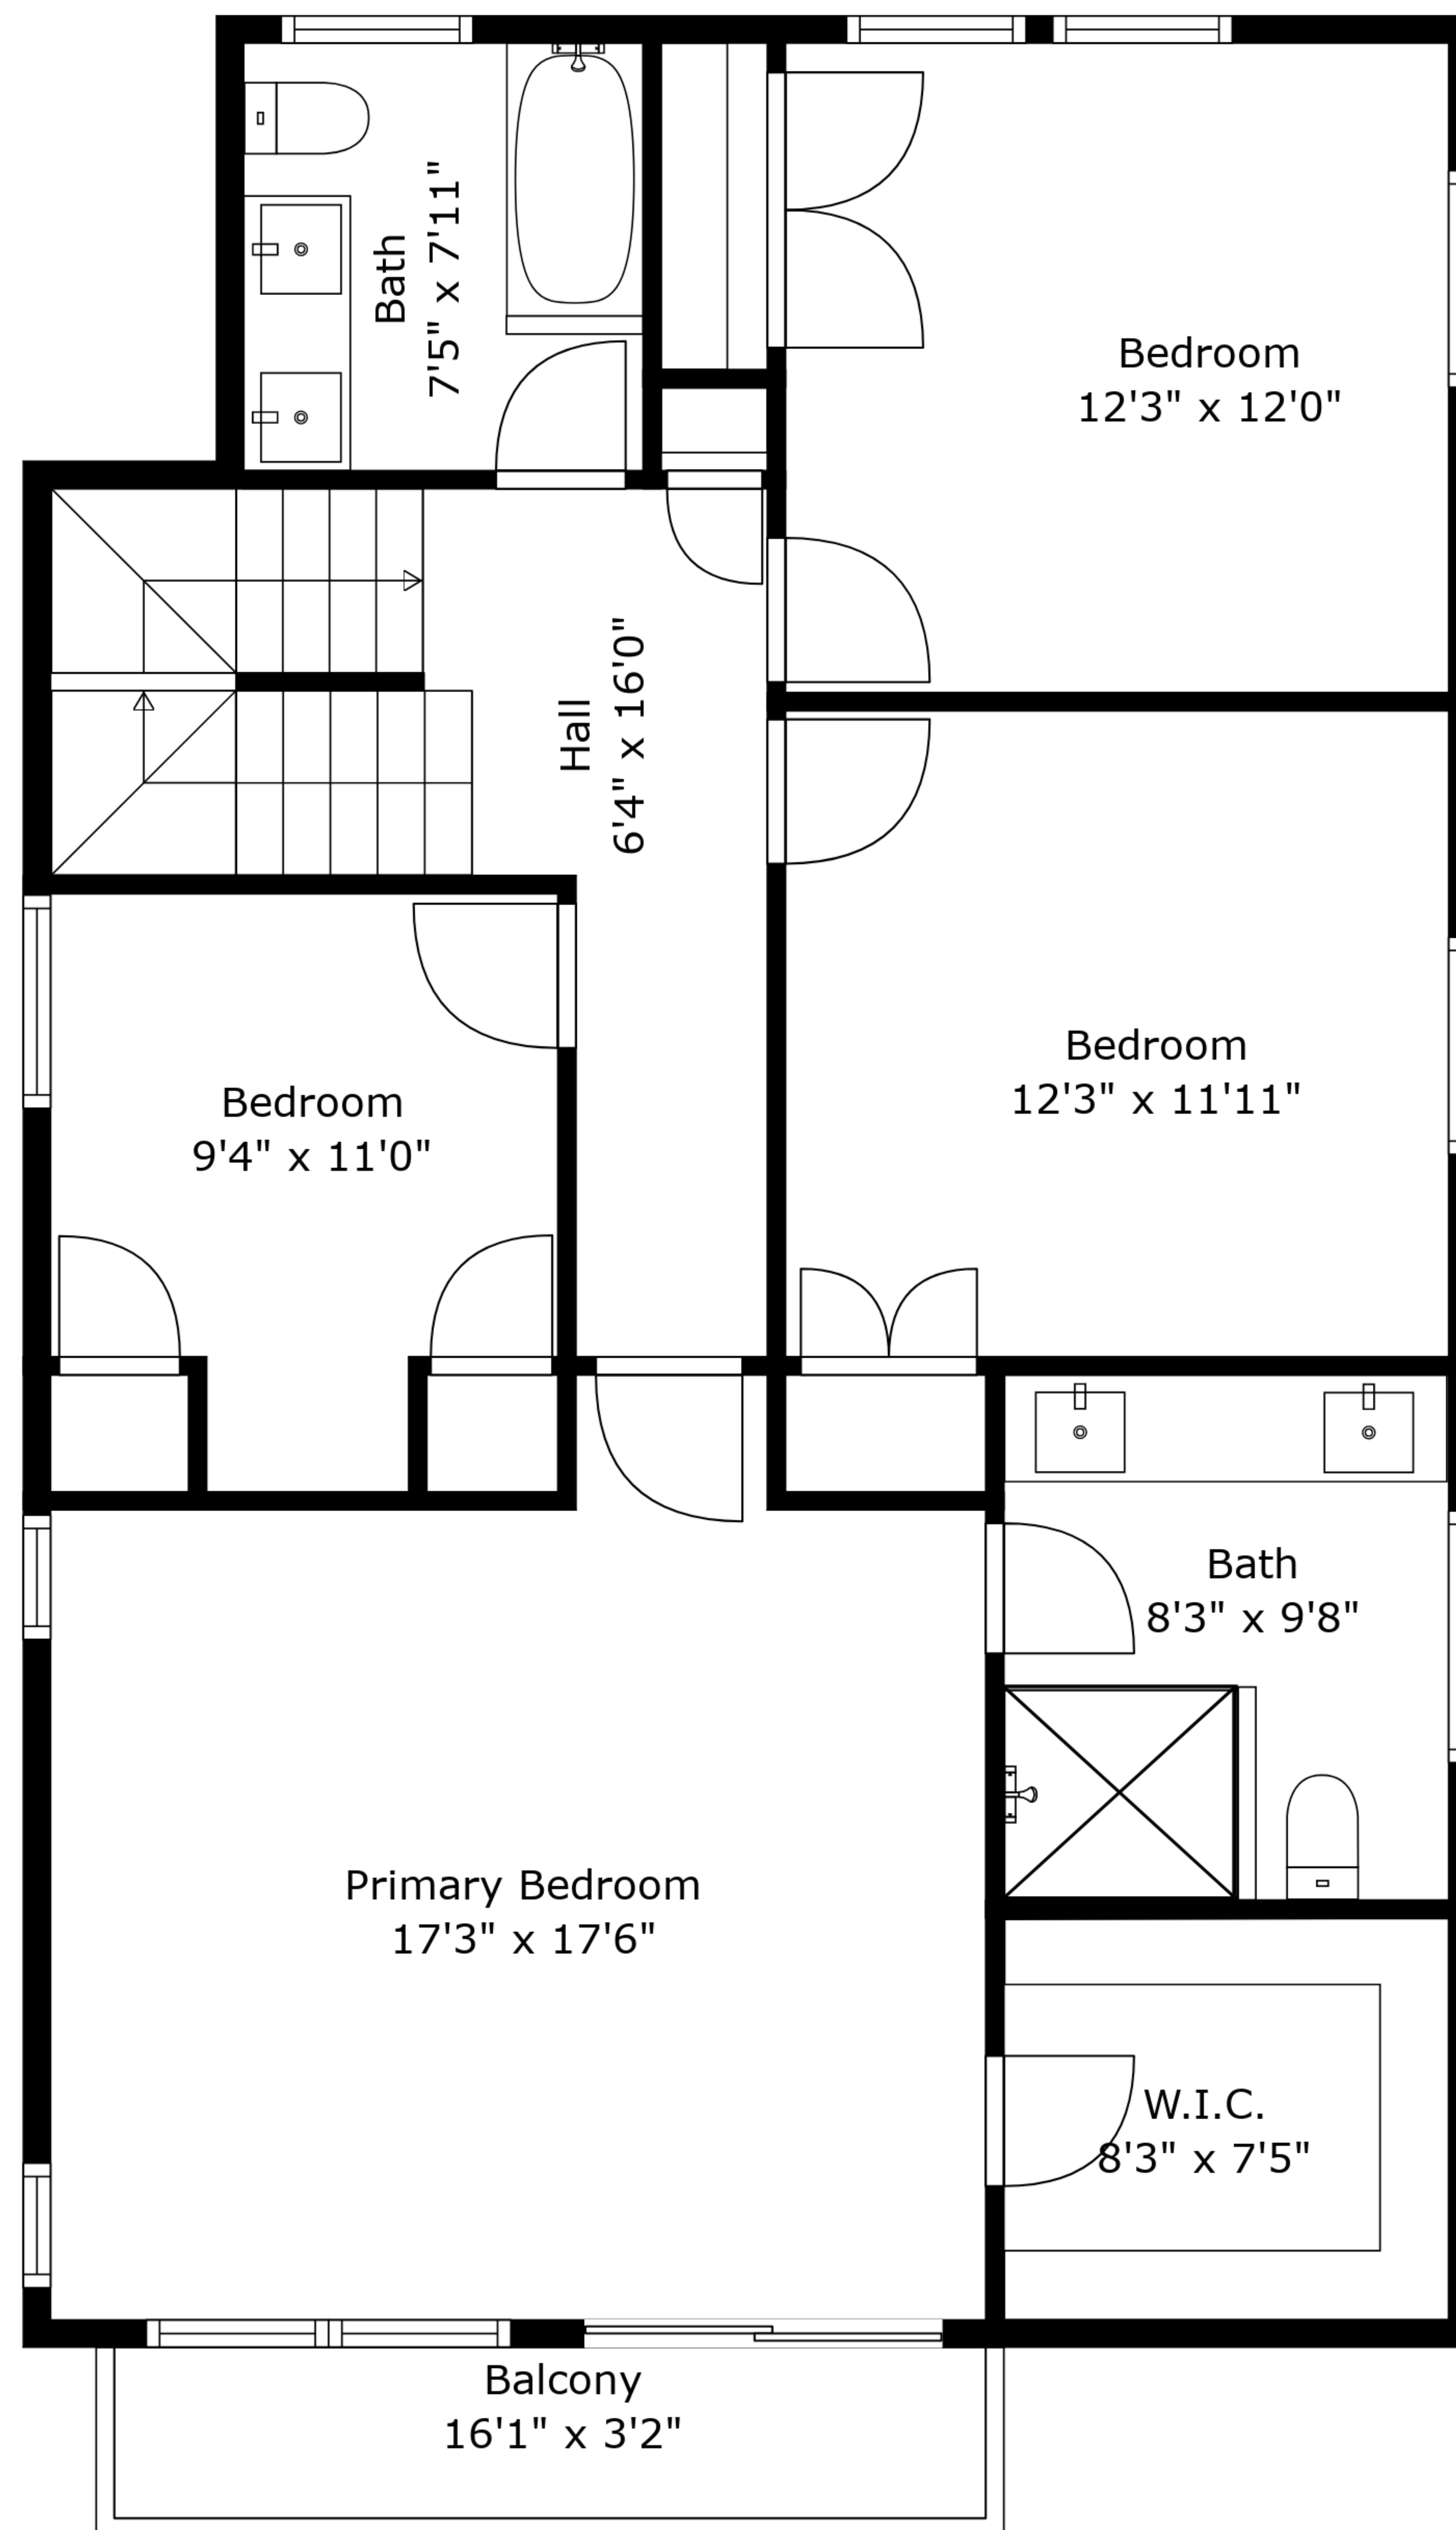 Bath
7'5" x 7'11"
Bedroom
12'3" x 12'0"
Hall
6'4" x 16'0"
Bedroom
12'3" x 11'11"
Bedroom
9'4" x 11'0"
Bath
8'3" x 9'8"
Primary Bedroom
17'3" x 17'6"
W.I.C.
8'3" x 7'5"
Balcony
16'1" x 3'2"